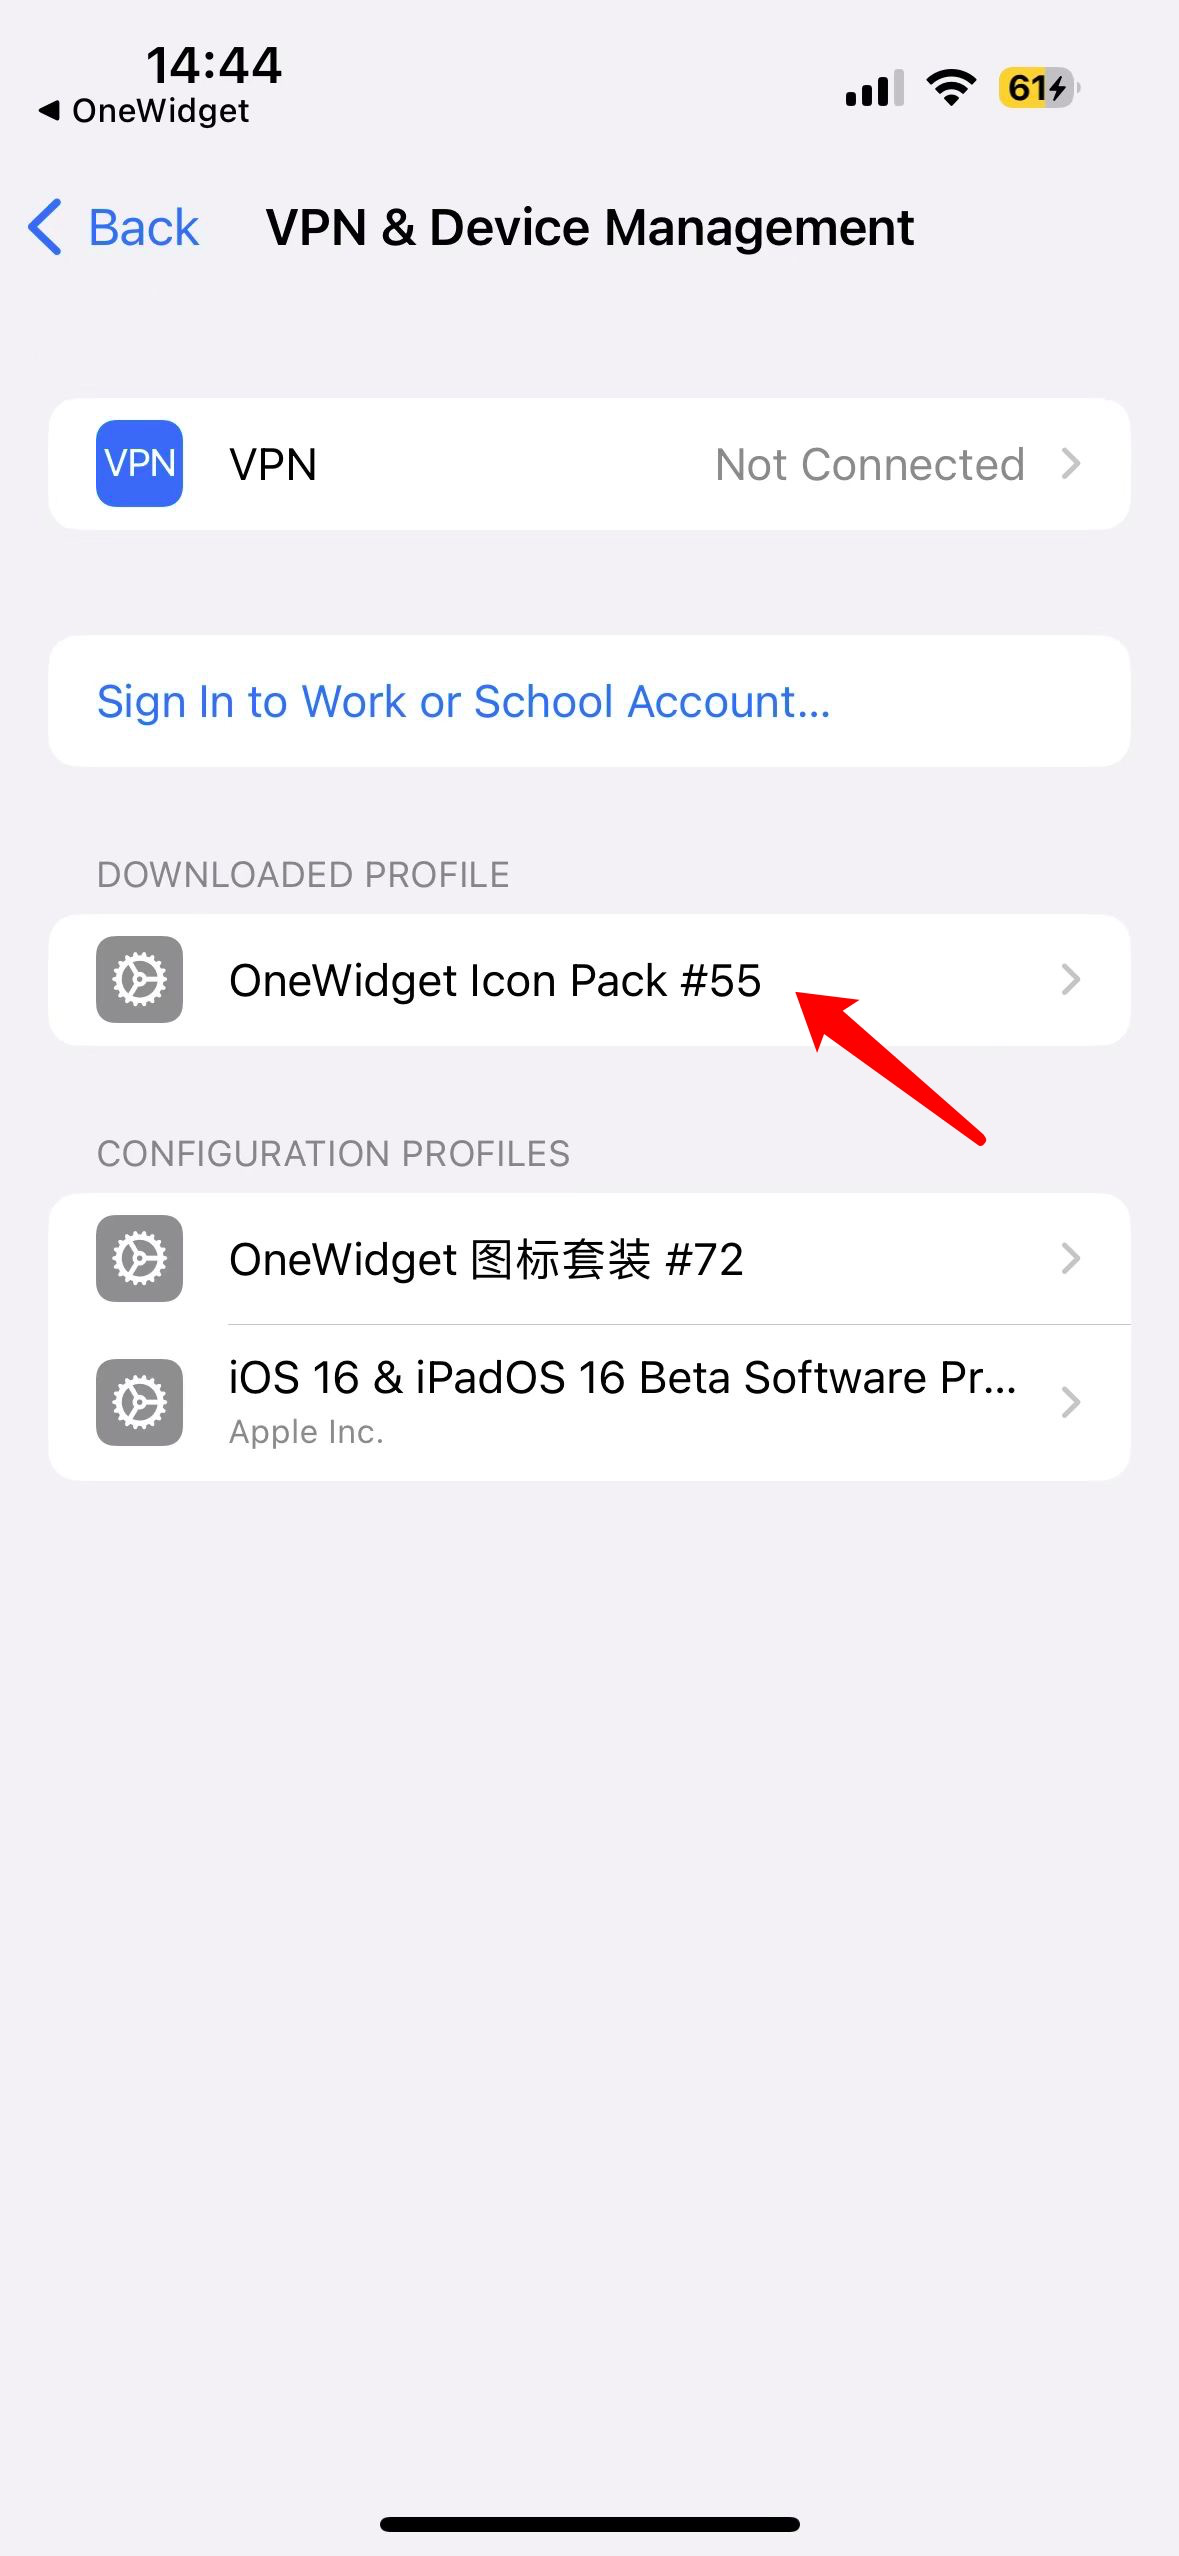 14:44
◀ OneWidget
61
Back
VPN & Device Management
VPN
VPN
Not Connected
Sign In to Work or School Account...
DOWNLOADED PROFILE
OneWidget Icon Pack #55
CONFIGURATION PROFILES
OneWidget 图标套装 #72
iOS 16 & iPadOS 16 Beta Software Pr...
Apple Inc.